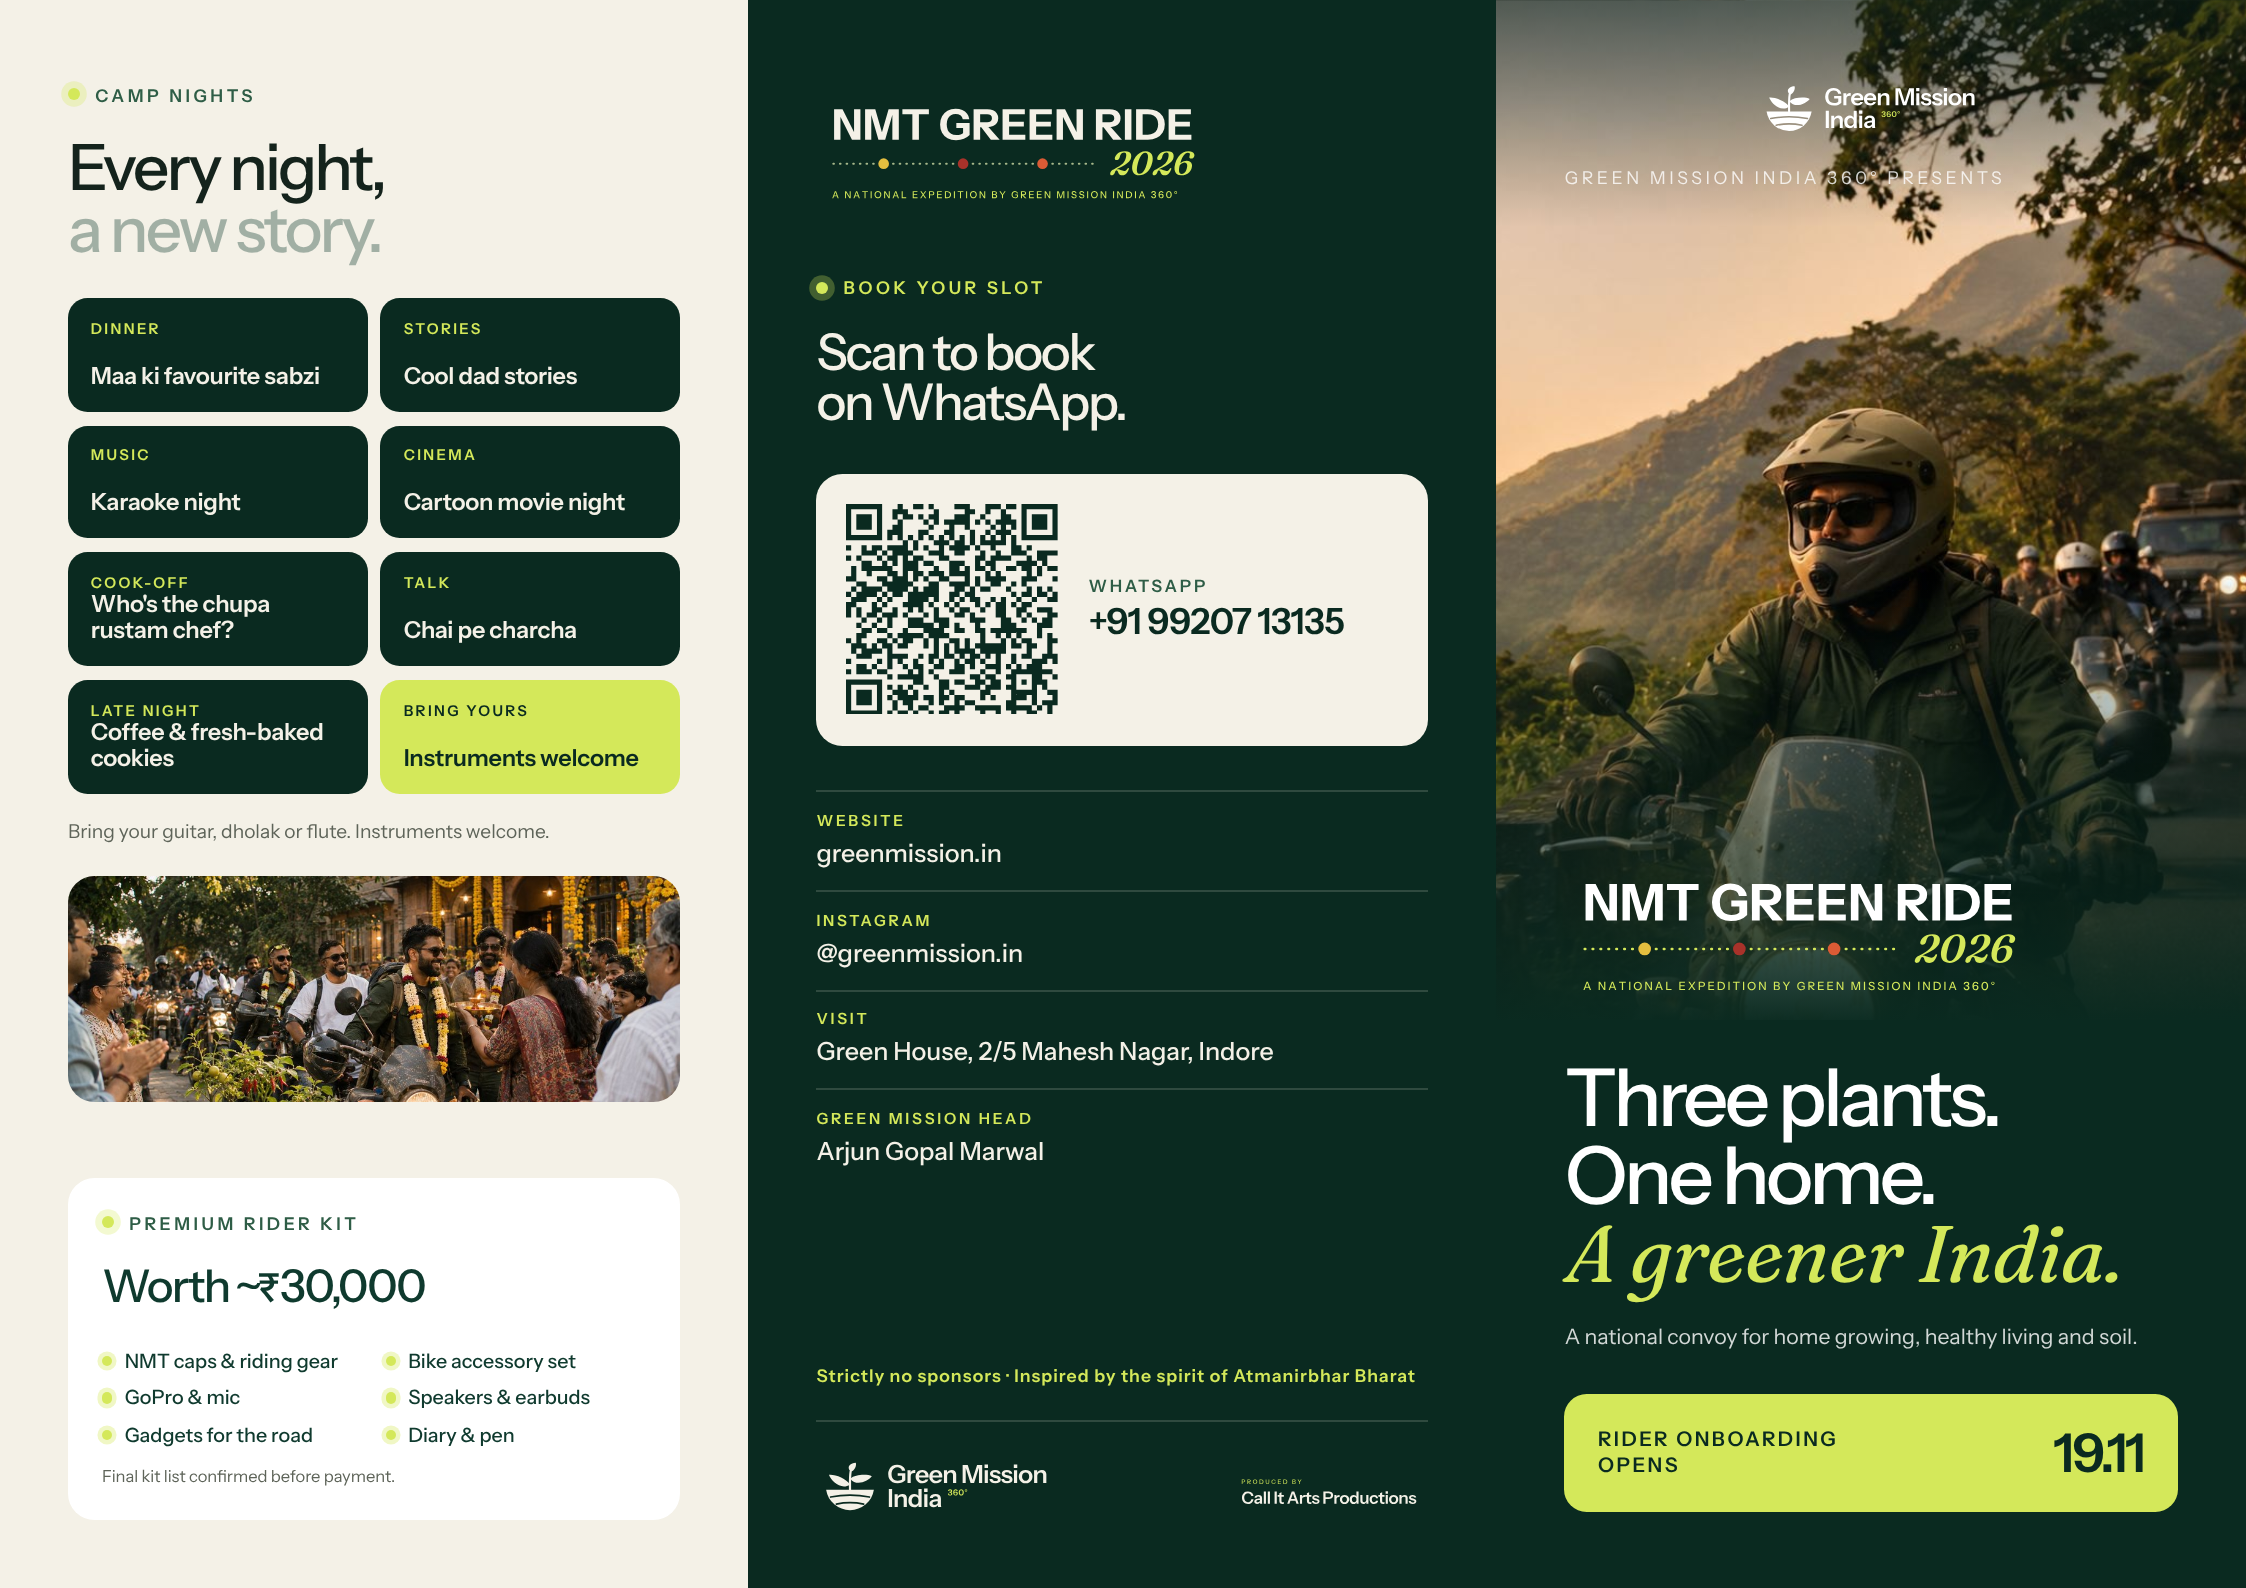 CAMP NIGHTS
Every night,
a new story.
DINNER
Maa ki favourite sabzi
STORIES
Cool dad stories
MUSIC
Karaoke night
CINEMA
Cartoon movie night
COOK-OFF
Who's the chupa
rustam chef?
TALK
Chai pe charcha
LATE NIGHT
Coffee & fresh-baked
cookies
BRING YOURS
Instruments welcome
Bring your guitar, dholak or flute. Instruments welcome.
PREMIUM RIDER KIT
Worth ~₹30,000
NMT caps & riding gear
Bike accessory set
GoPro & mic
Speakers & earbuds
Gadgets for the road
Diary & pen
Final kit list confirmed before payment.
NMT GREEN RIDE
2026
A NATIONAL EXPEDITION BY GREEN MISSION INDIA 360°
BOOK YOUR SLOT
Scan to book
on WhatsApp.
WHATSAPP
+91 99207 13135
WEBSITE
greenmission.in
INSTAGRAM
@greenmission.in
VISIT
Green House, 2/5 Mahesh Nagar, Indore
GREEN MISSION HEAD
Arjun Gopal Marwal
Strictly no sponsors · Inspired by the spirit of Atmanirbhar Bharat
Green Mission
India 360°
PRODUCED BY
Call It Arts Productions
Green Mission
India 360°
GREEN MISSION INDIA 360° PRESENTS
NMT GREEN RIDE
2026
A NATIONAL EXPEDITION BY GREEN MISSION INDIA 360°
Three plants.
One home.
A greener India.
A national convoy for home growing, healthy living and soil.
RIDER ONBOARDING
OPENS
19.11